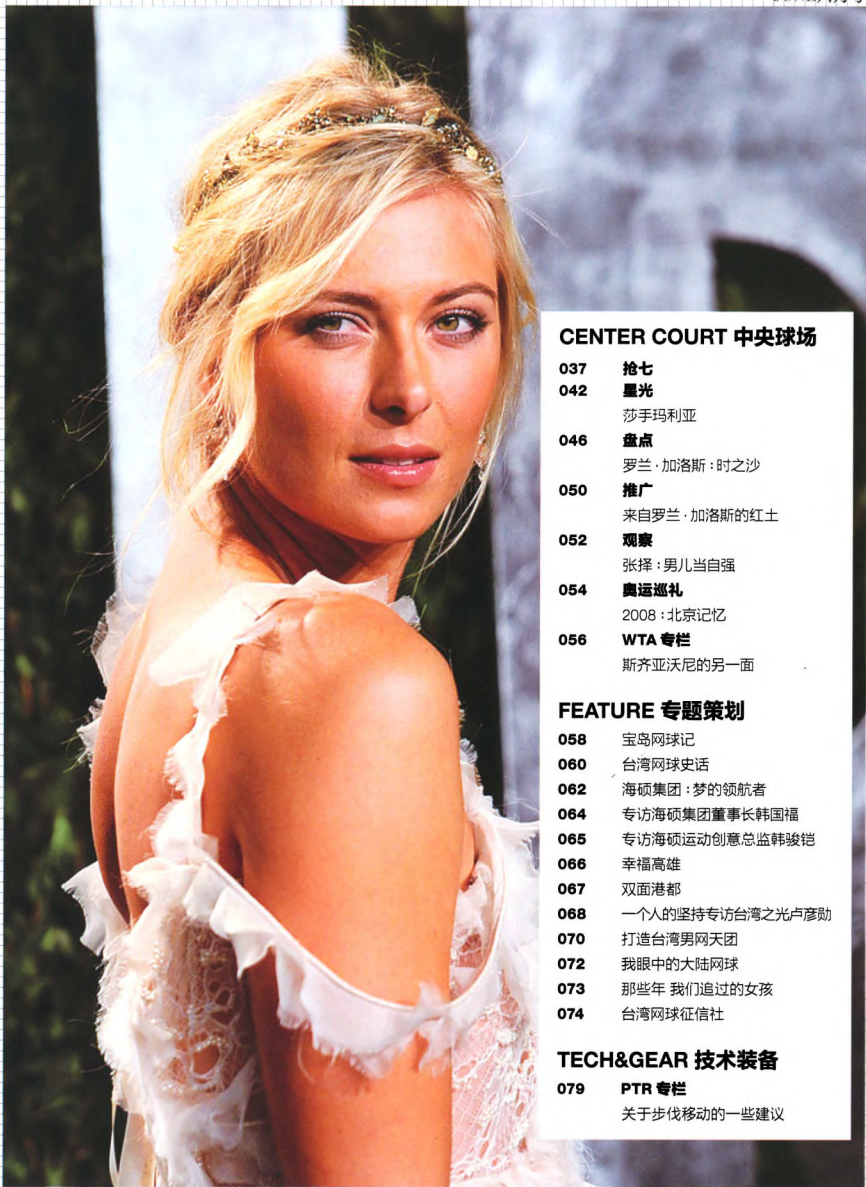 CENTER COURT 中央球场
037 抢七
042 星光
莎手玛利亚
046 盘点
罗兰·加洛斯:时之沙
050 推广
来自罗兰·加洛斯的红土
052 观察
张择:男儿当自强
054 奥运巡礼
2008:北京记忆
056 WTA 专栏
斯齐亚沃尼的另一面
FEATURE 专题策划
058 宝岛网球记
060 台湾网球史话
062 海硕集团:梦的领航者
064 专访海硕集团董事长韩国福
065 专访海硕运动创意总监韩骏铠
066 幸福高雄
067 双面港都
068 一个人的坚持专访台湾之光卢彦勋
070 打造台湾男网天团
072 我眼中的大陆网球
073 那些年 我们追过的女孩
074 台湾网球征信社
TECH&GEAR 技术装备
079 PTR 专栏
关于步伐移动的一些建议